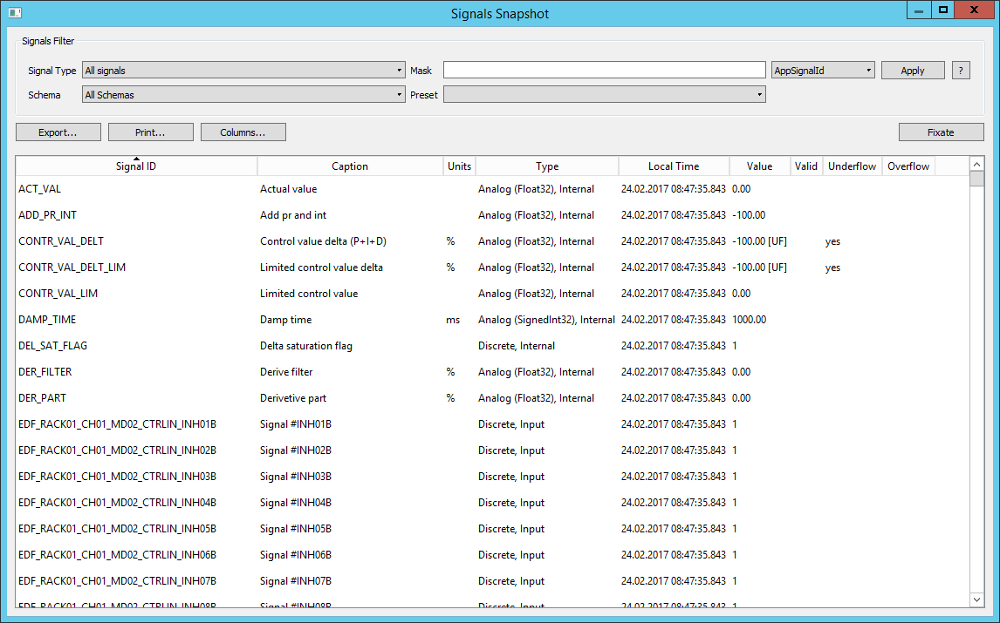 Signals Snapshot
Signals Filter
Signal Type All signals Mask AppSignalId Apply ?
Schema All Schemas Preset
Export... Print... Columns... Fixate
Signal ID Caption Units Type Local Time Value Valid Underflow Overflow
ACT_VAL Actual value Analog (Float32), Internal 24.02.2017 08:47:35.843 0.00
ADD_PR_INT Add pr and int Analog (Float32), Internal 24.02.2017 08:47:35.843 -100.00
CONTR_VAL_DELT Control value delta (P+I+D) % Analog (Float32), Internal 24.02.2017 08:47:35.843 -100.00 [UF] yes
CONTR_VAL_DELT_LIM Limited control value delta % Analog (Float32), Internal 24.02.2017 08:47:35.843 -100.00 [UF] yes
CONTR_VAL_LIM Limited control value Analog (Float32), Internal 24.02.2017 08:47:35.843 0.00
DAMP_TIME Damp time ms Analog (SignedInt32), Internal 24.02.2017 08:47:35.843 1000.00
DEL_SAT_FLAG Delta saturation flag Discrete, Internal 24.02.2017 08:47:35.843 1
DER_FILTER Derive filter % Analog (Float32), Internal 24.02.2017 08:47:35.843 0.00
DER_PART Derivetive part % Analog (Float32), Internal 24.02.2017 08:47:35.843 0.00
EDF_RACK01_CH01_MD02_CTRLIN_INH01B Signal #INH01B Discrete, Input 24.02.2017 08:47:35.843 1
EDF_RACK01_CH01_MD02_CTRLIN_INH02B Signal #INH02B Discrete, Input 24.02.2017 08:47:35.843 1
EDF_RACK01_CH01_MD02_CTRLIN_INH03B Signal #INH03B Discrete, Input 24.02.2017 08:47:35.843 1
EDF_RACK01_CH01_MD02_CTRLIN_INH04B Signal #INH04B Discrete, Input 24.02.2017 08:47:35.843 1
EDF_RACK01_CH01_MD02_CTRLIN_INH05B Signal #INH05B Discrete, Input 24.02.2017 08:47:35.843 1
EDF_RACK01_CH01_MD02_CTRLIN_INH06B Signal #INH06B Discrete, Input 24.02.2017 08:47:35.843 1
EDF_RACK01_CH01_MD02_CTRLIN_INH07B Signal #INH07B Discrete, Input 24.02.2017 08:47:35.843 1
EDF_RACK01_CH01_MD02_CTRLIN_INH08B Signal #INH08B Discrete, Input 24.02.2017 08:47:35.843 1